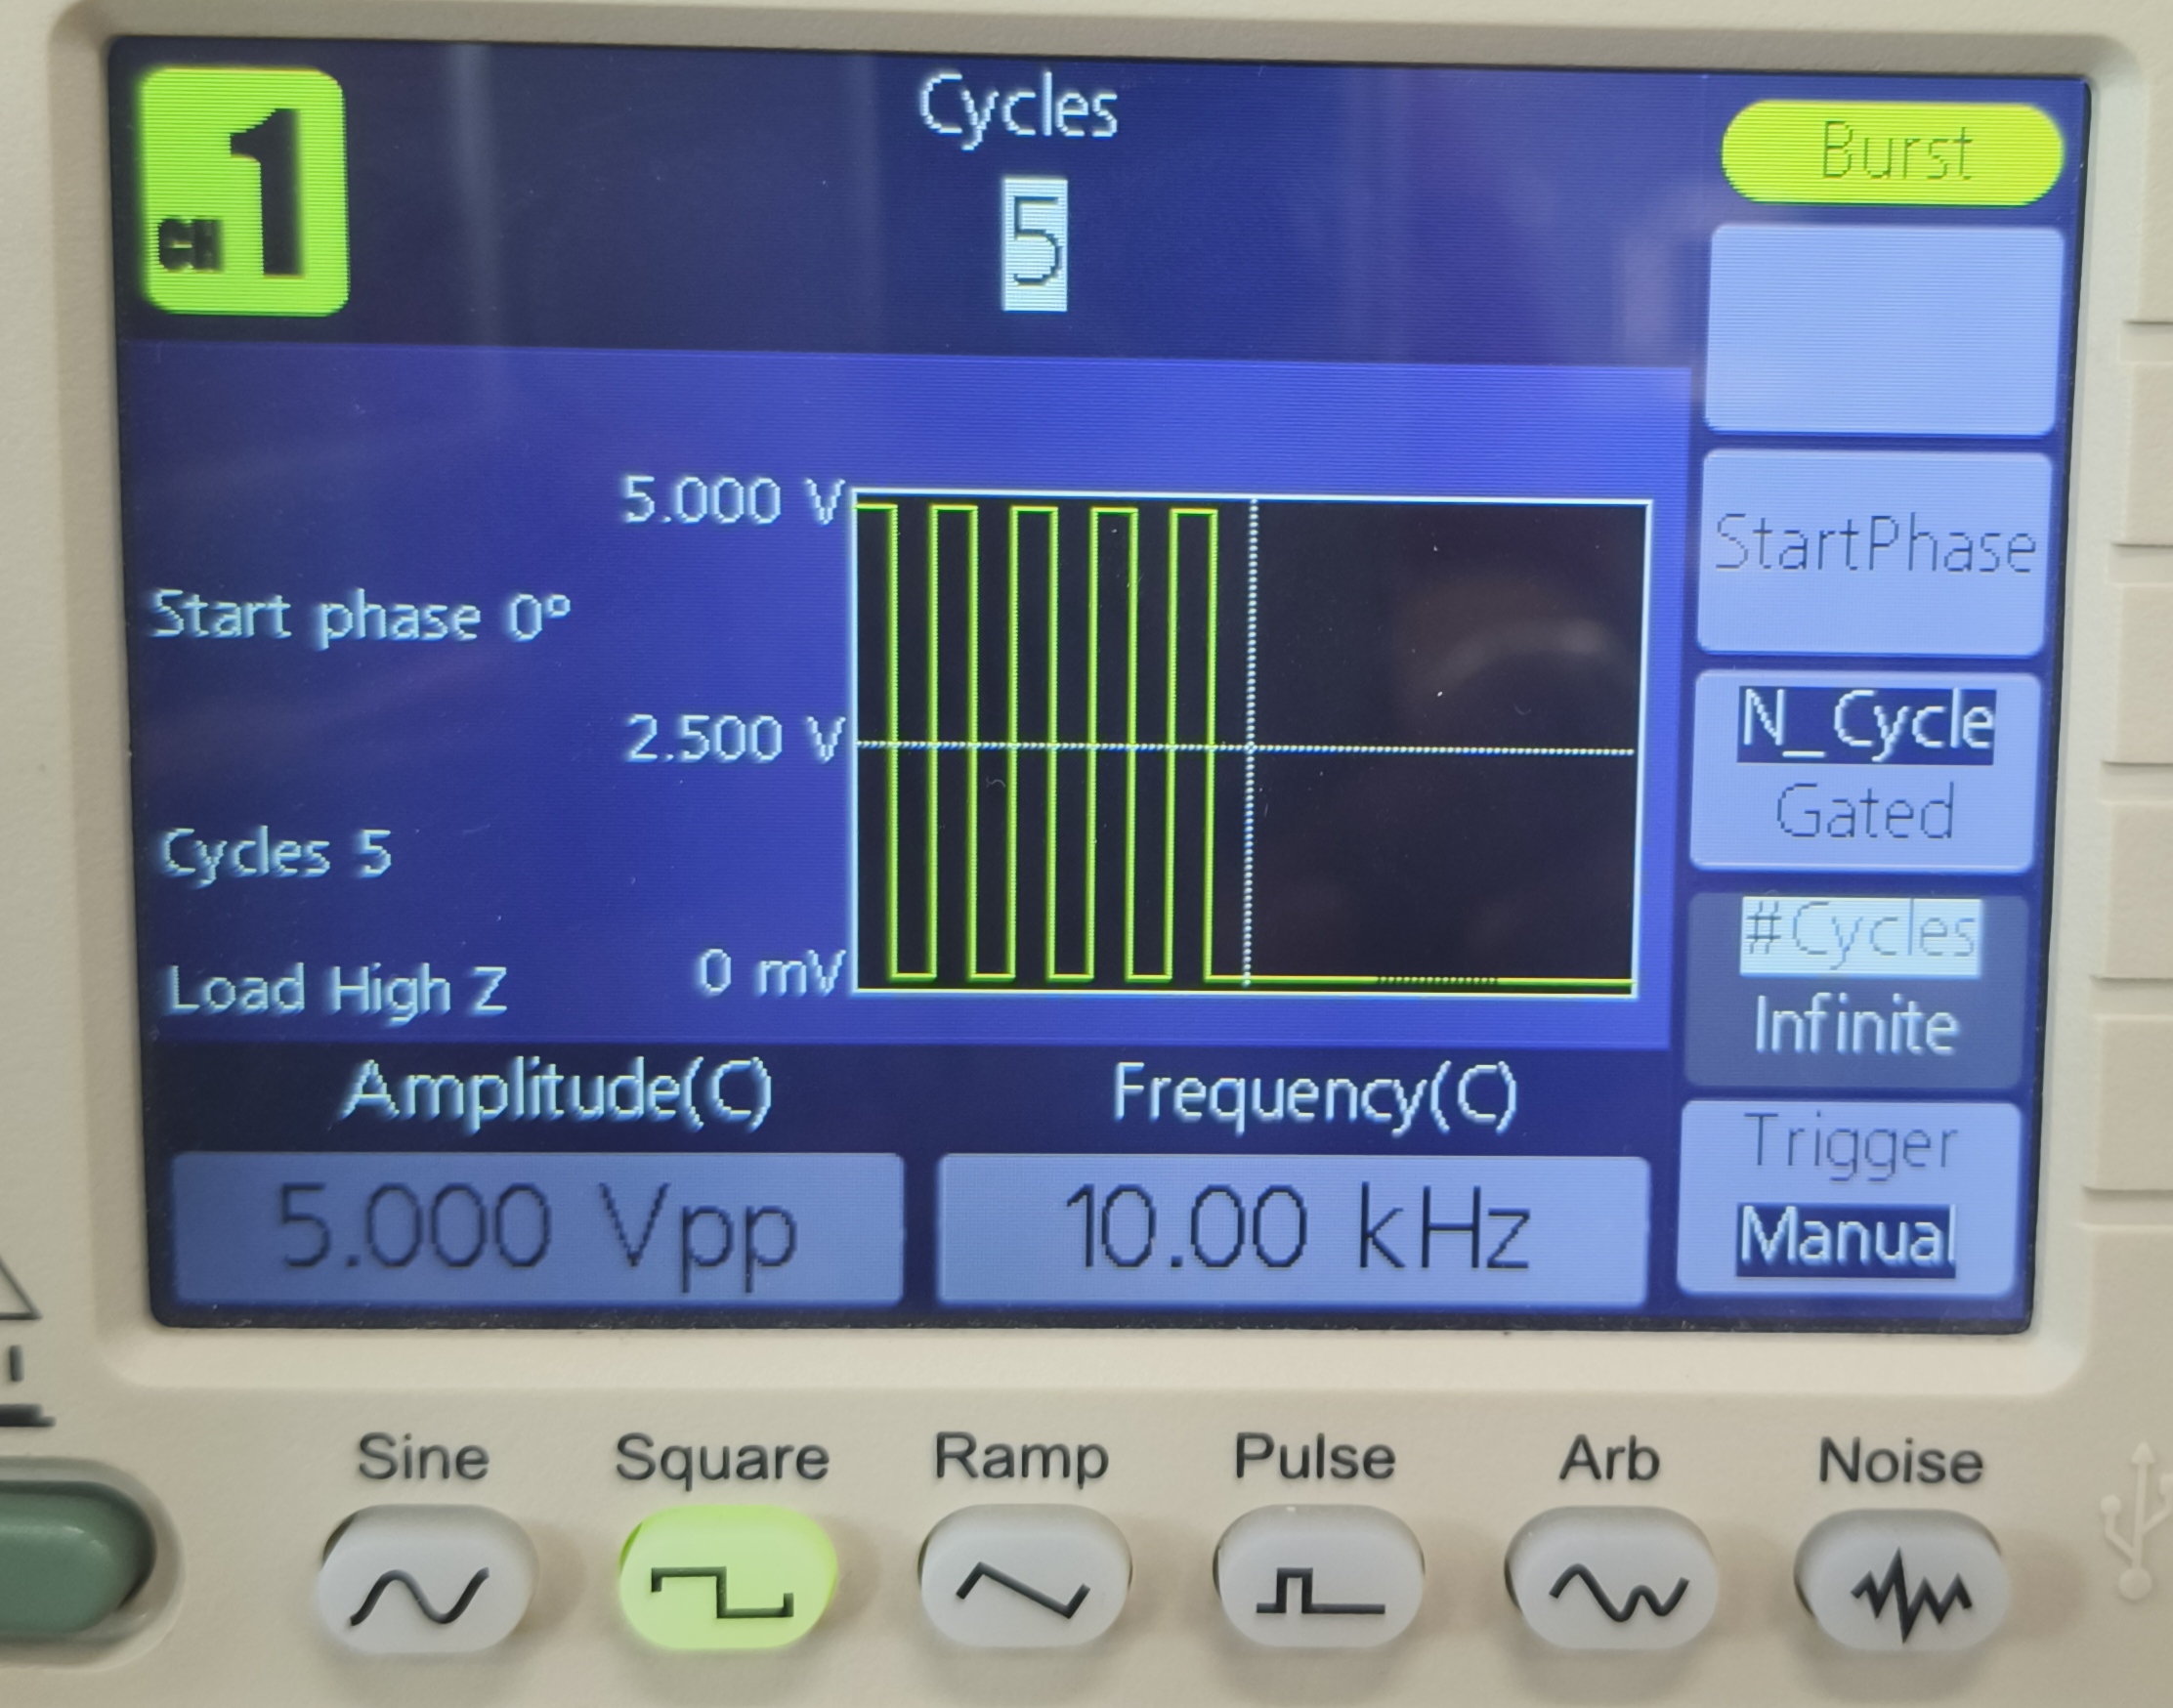 CH 1
Cycles
5
Burst
StartPhase
N_Cycle
Gated
#Cycles
Infinite
Trigger
Manual
5.000 V
Start phase 0°
2.500 V
Cycles 5
0 mV
Load High Z
Amplitude(C)
Frequency(C)
5.000 Vpp
10.00 kHz
Sine
Square
Ramp
Pulse
Arb
Noise